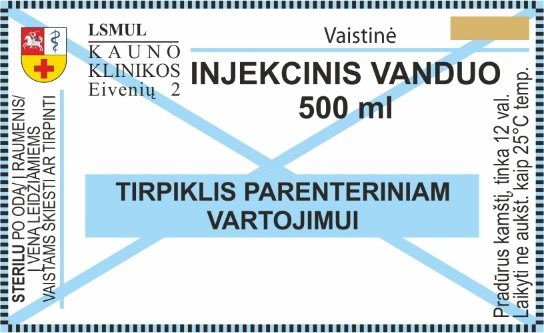 LSMUL
KAUNO
KLINIKOS
Eivenių 2
Vaistinė
INJEKCINIS VANDUO
500 ml
TIRPIKLIS PARENTERINIAM
VARTOJIMUI
STERILU PO ODA/ Į RAUMENIS/
Į VENĄ LEIDŽIAMIEMS
VAISTAMS SKIESTI AR TIRPINTI
Pradūrus kamštį, tinka 12 val.
Laikyti ne aukšt. kaip 25°C temp.